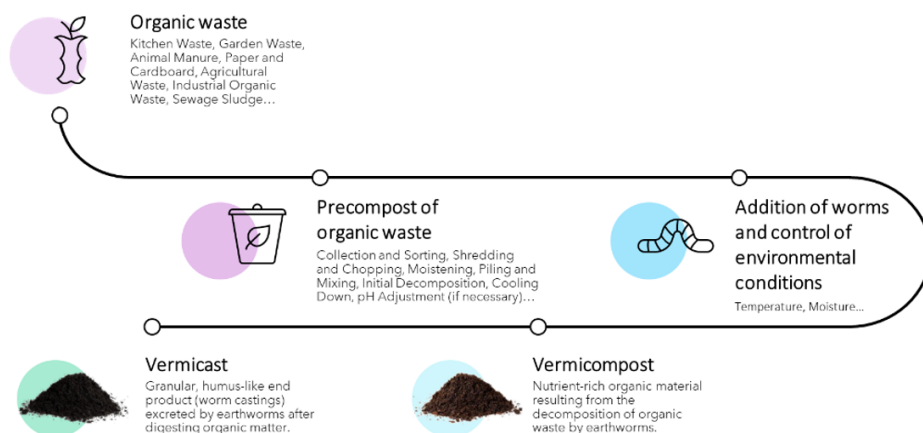 Organic waste
Kitchen Waste, Garden Waste,
Animal Manure, Paper and
Cardboard, Agricultural
Waste, Industrial Organic
Waste, Sewage Sludge...
Precompost of
organic waste
Collection and Sorting, Shredding
and Chopping, Moistening, Piling and
Mixing, Initial Decomposition, Cooling
Down, pH Adjustment (if necessary)...
Addition of worms
and control of
environmental
conditions
Temperature, Moisture...
Vermicast
Granular, humus-like end
product (worm castings)
excreted by earthworms after
digesting organic matter.
Vermicompost
Nutrient-rich organic material
resulting from the
decomposition of organic
waste by earthworms.